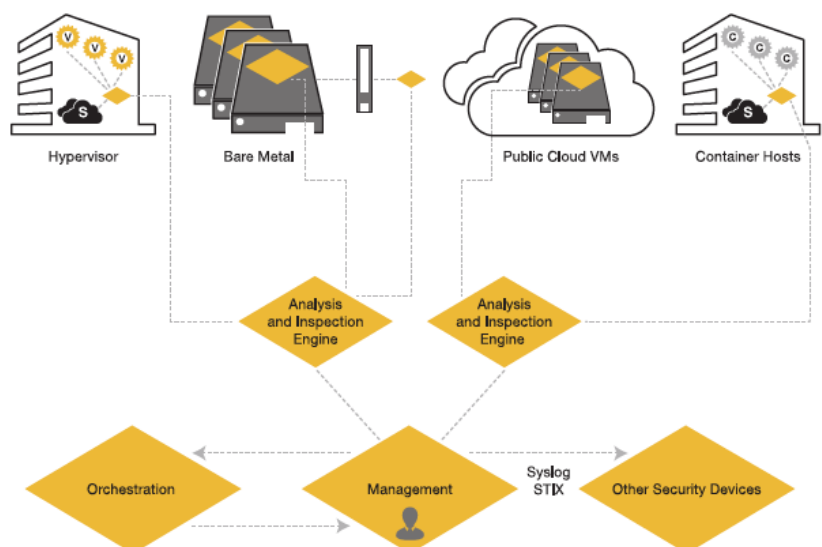 V
V
V
S
C
C
C
S
Hypervisor
Bare Metal
Public Cloud VMs
Container Hosts
Analysis
and Inspection
Engine
Analysis
and Inspection
Engine
Orchestration
Management
Syslog
STIX
Other Security Devices